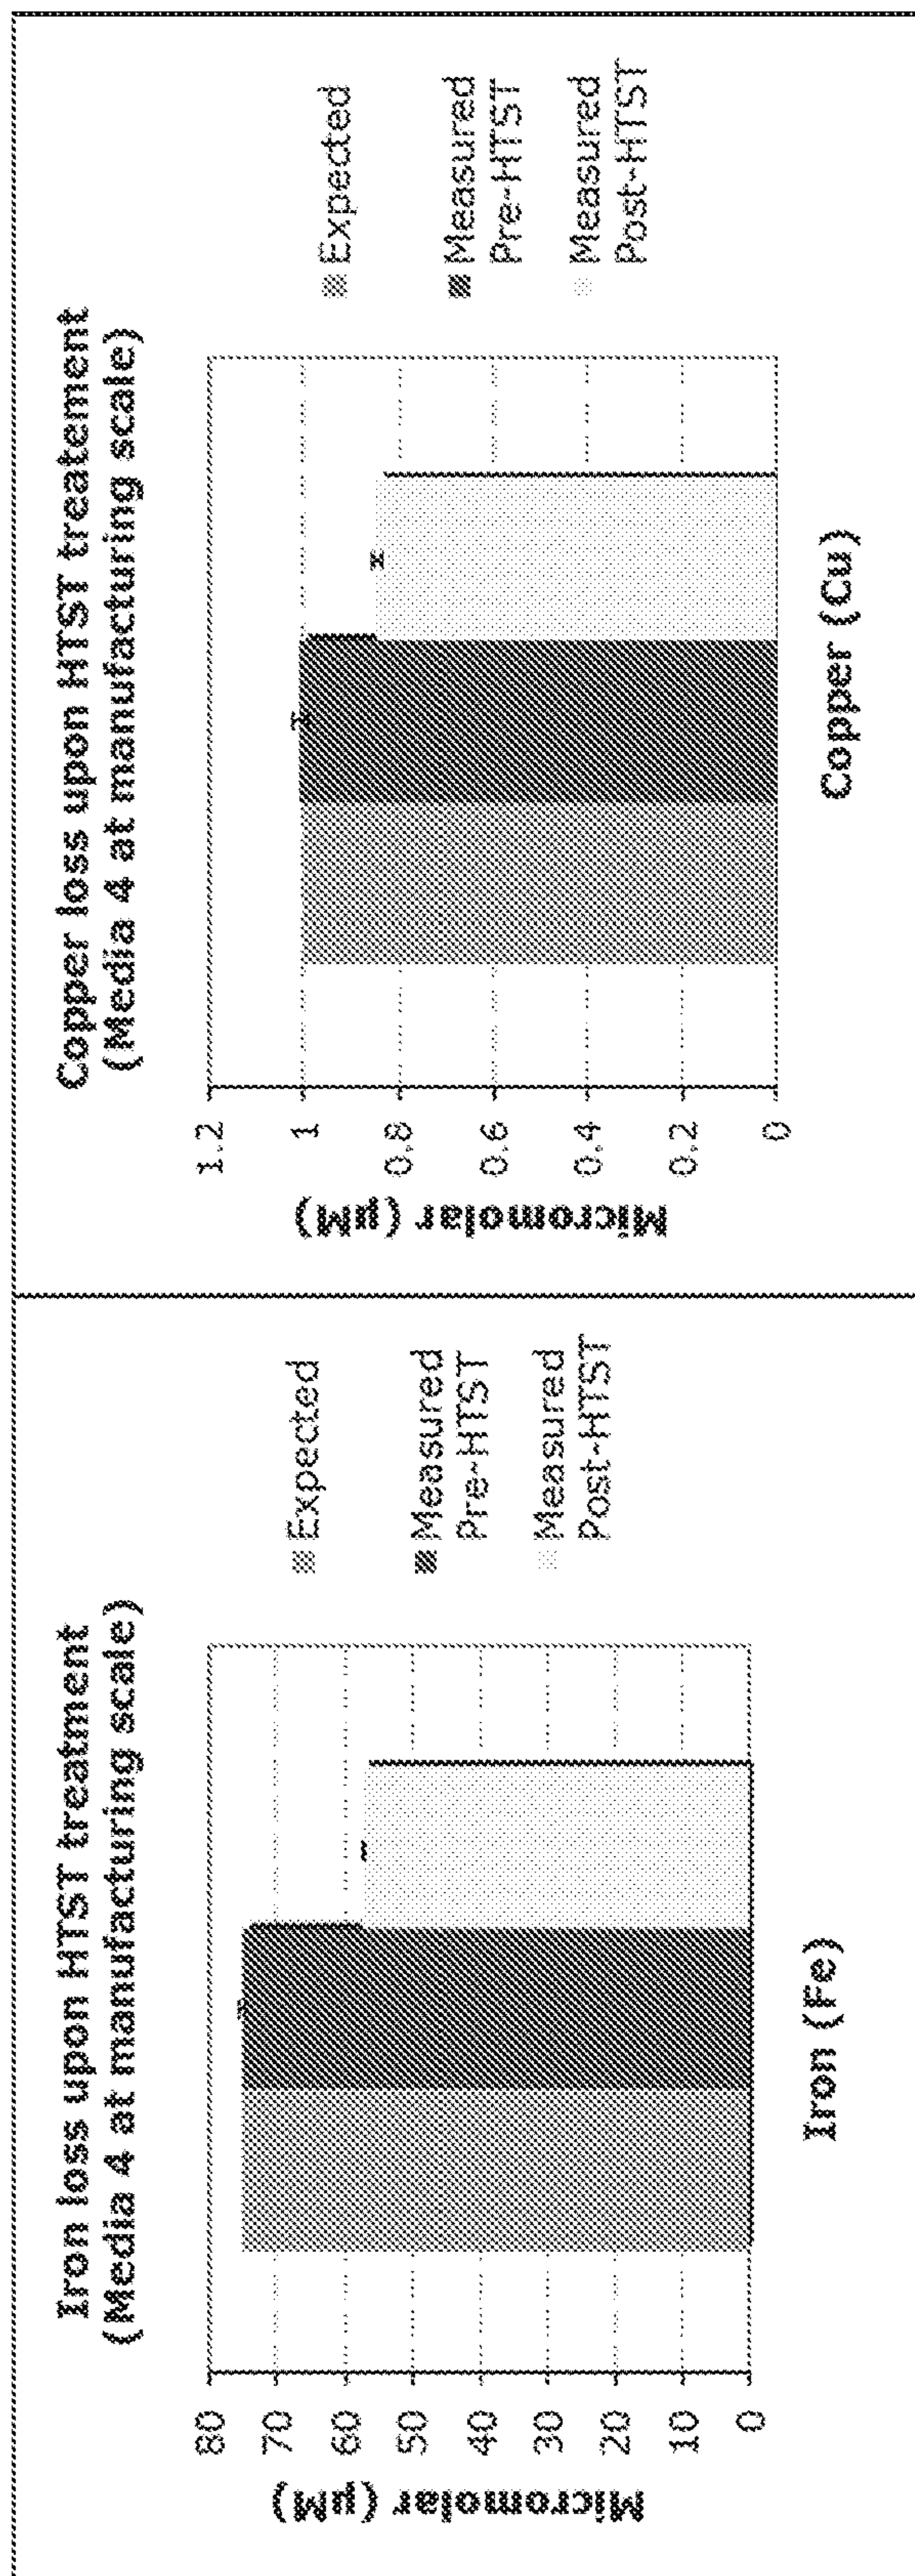 Iron loss upon HTST treatment
(Media 4 at manufacturing scale)
Micromolar (µM)
80
70
60
50
40
30
20
10
0
Iron (Fe)
Expected
Measured
Pre-HTST
Measured
Post-HTST
Copper loss upon HTST treatement
(Media 4 at manufacturing scale)
Micromolar (µM)
1.2
1
0.8
0.6
0.4
0.2
0
Copper (Cu)
Expected
Measured
Pre-HTST
Measured
Post-HTST